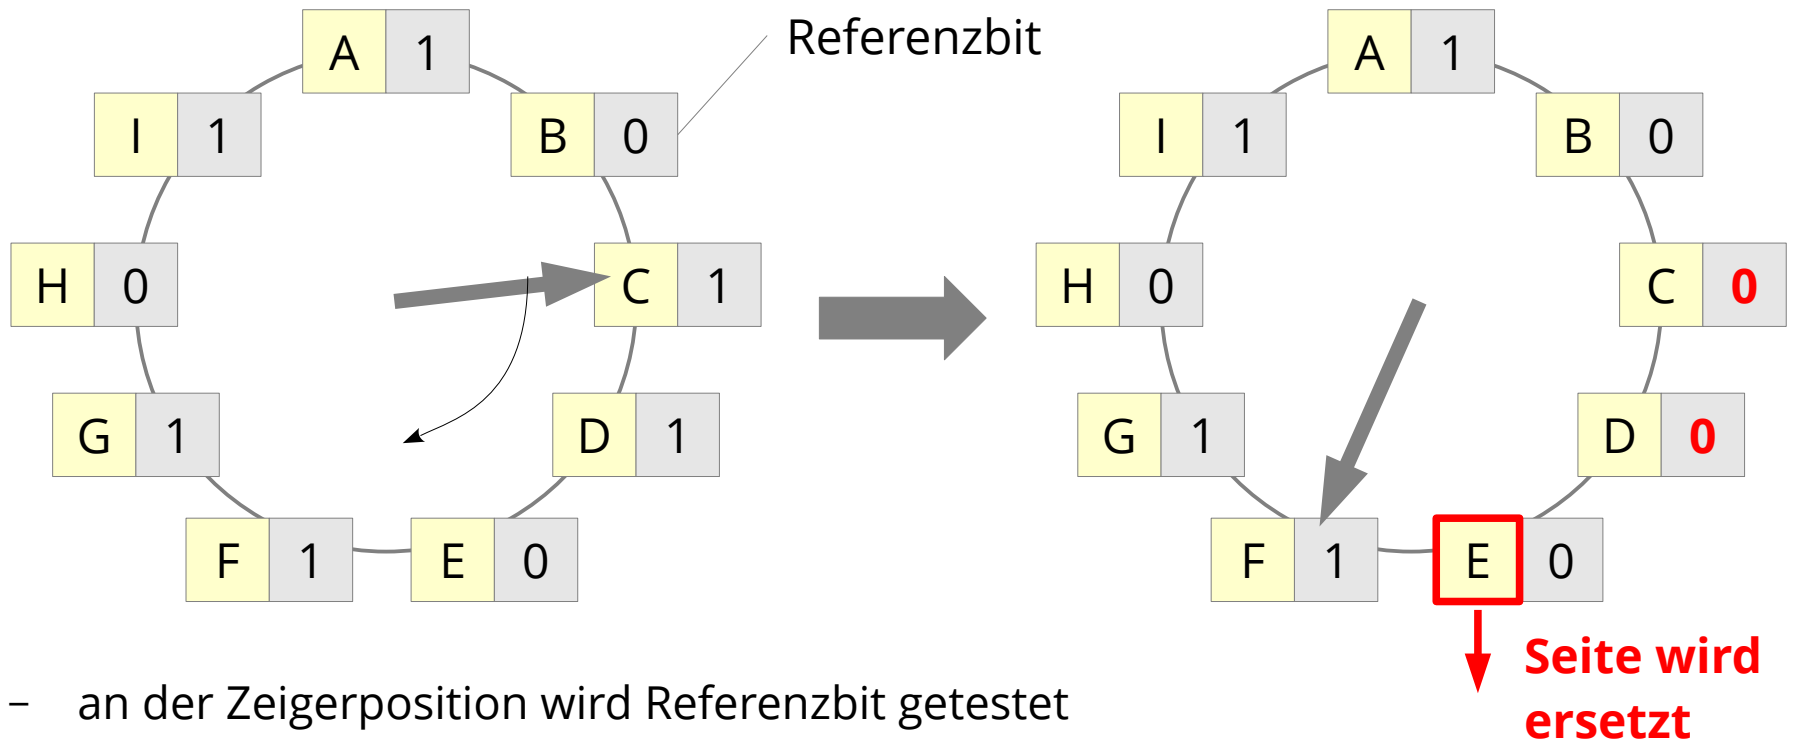 A 1
Referenzbit
A 1
I 1
B 0
I 1
B 0
H 0
C 1
H 0
C 0
G 1
D 1
G 1
D 0
F 1
E 0
F 1
E 0
Seite wird
ersetzt
– an der Zeigerposition wird Referenzbit getestet